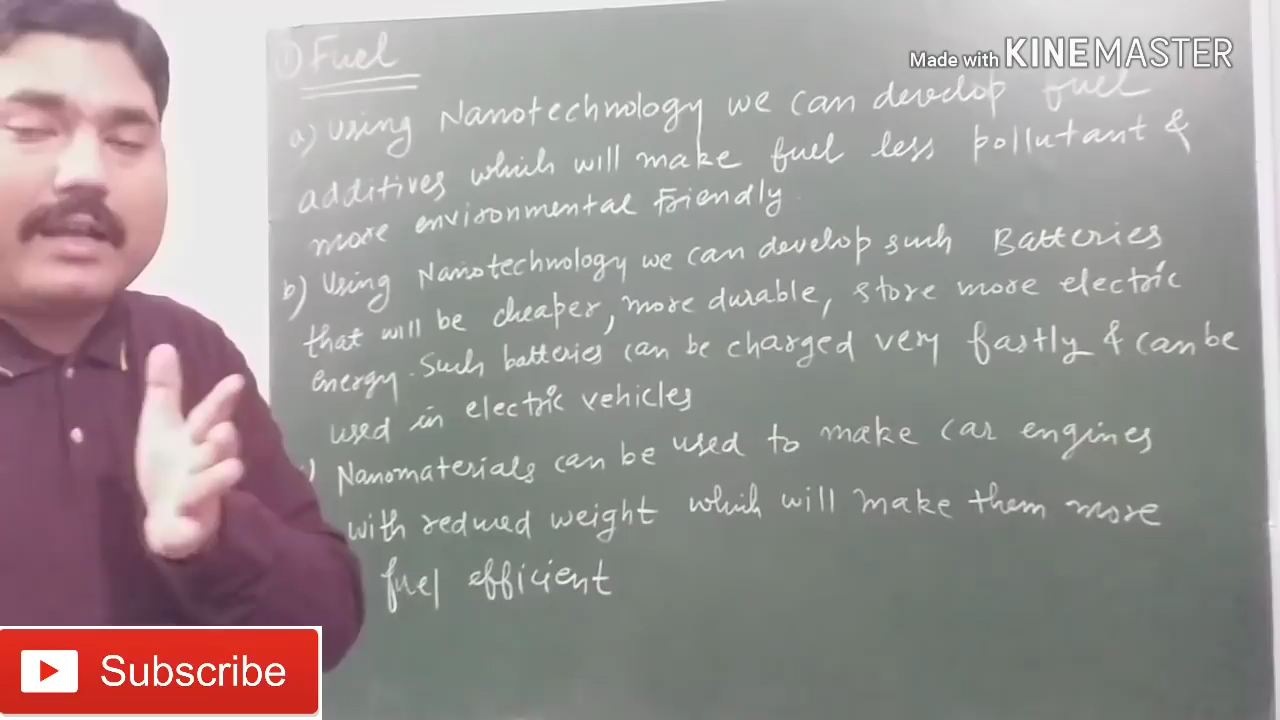 Made with KINEMASTER
① Fuel
a) Using Nanotechnology we can develop fuel
additives which will make fuel less pollutant &
more environmental friendly.
b) Using Nanotechnology we can develop such Batteries
that will be cheaper, more durable, store more electric
energy. Such batteries can be charged very fastly & can be
used in electric vehicles
) Nanomaterials can be used to make car engines
with reduced weight which will make them more
fuel efficient
Subscribe